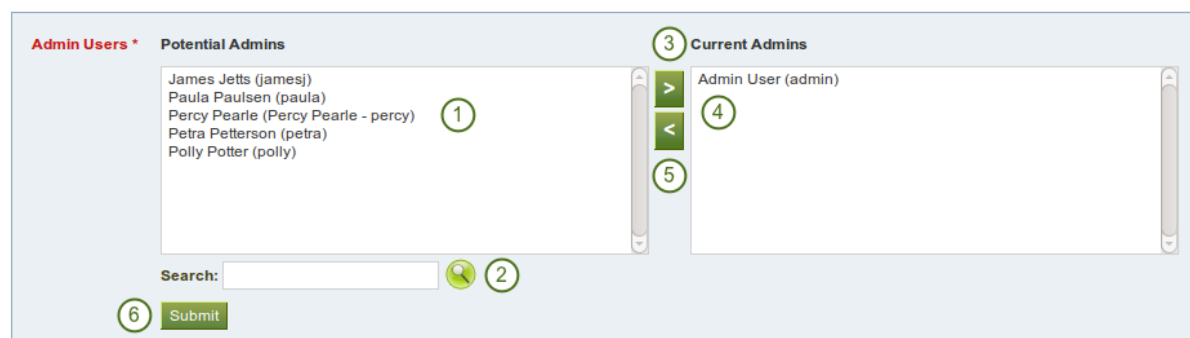 Admin Users * Potential Admins 3 Current Admins
James Jetts (jamesj) > Admin User (admin)
Paula Paulsen (paula)
Percy Pearle (Percy Pearle - percy) 1 4
Petra Petterson (petra) <
Polly Potter (polly)
5
Search: 2
6 Submit